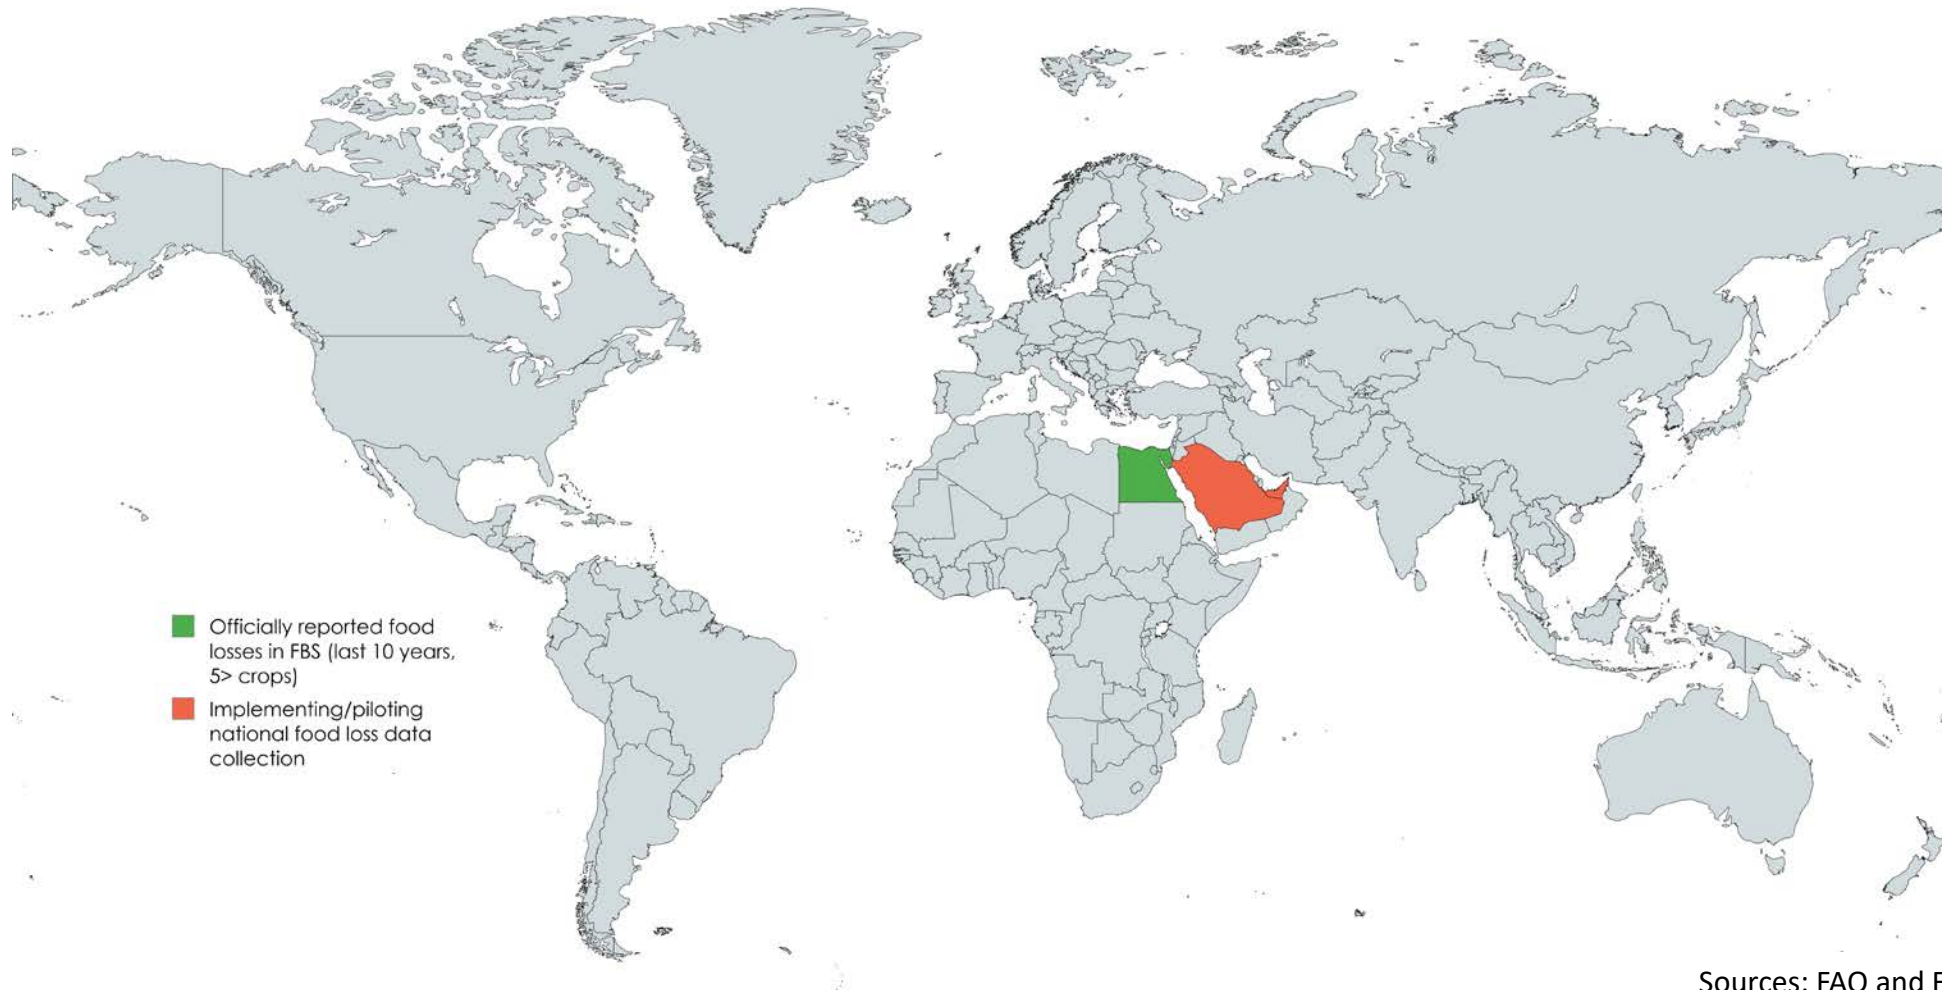 Officially reported food
losses in FBS (last 10 years,
5> crops)
Implementing/piloting
national food loss data
collection
Sources: FAO and